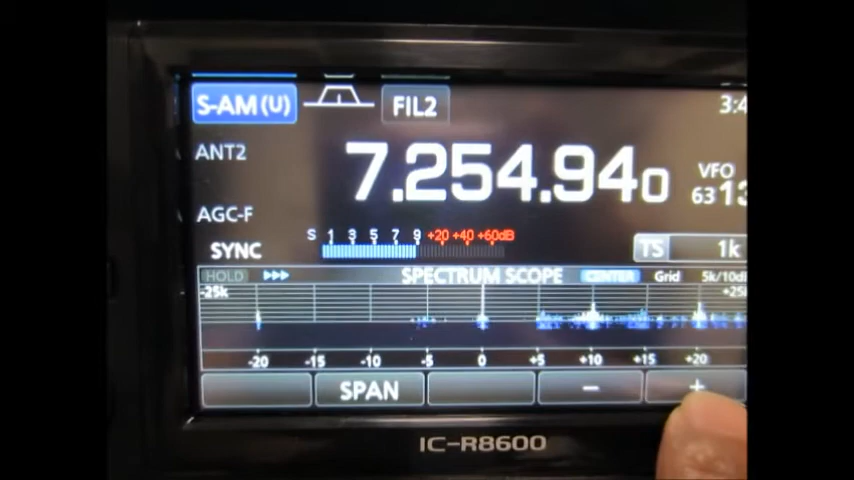 S-AM(U) FIL2 3:4
ANT2
7.254.940 VFO
6313
AGC-F
S 1 3 5 7 9 +20 +40 +60dB
SYNC TS 1k
HOLD SPECTRUM SCOPE CENTER Grid 5k/10dB
-25k +25k
-20 -15 -10 -5 0 +5 +10 +15 +20
SPAN − +
IC-R8600